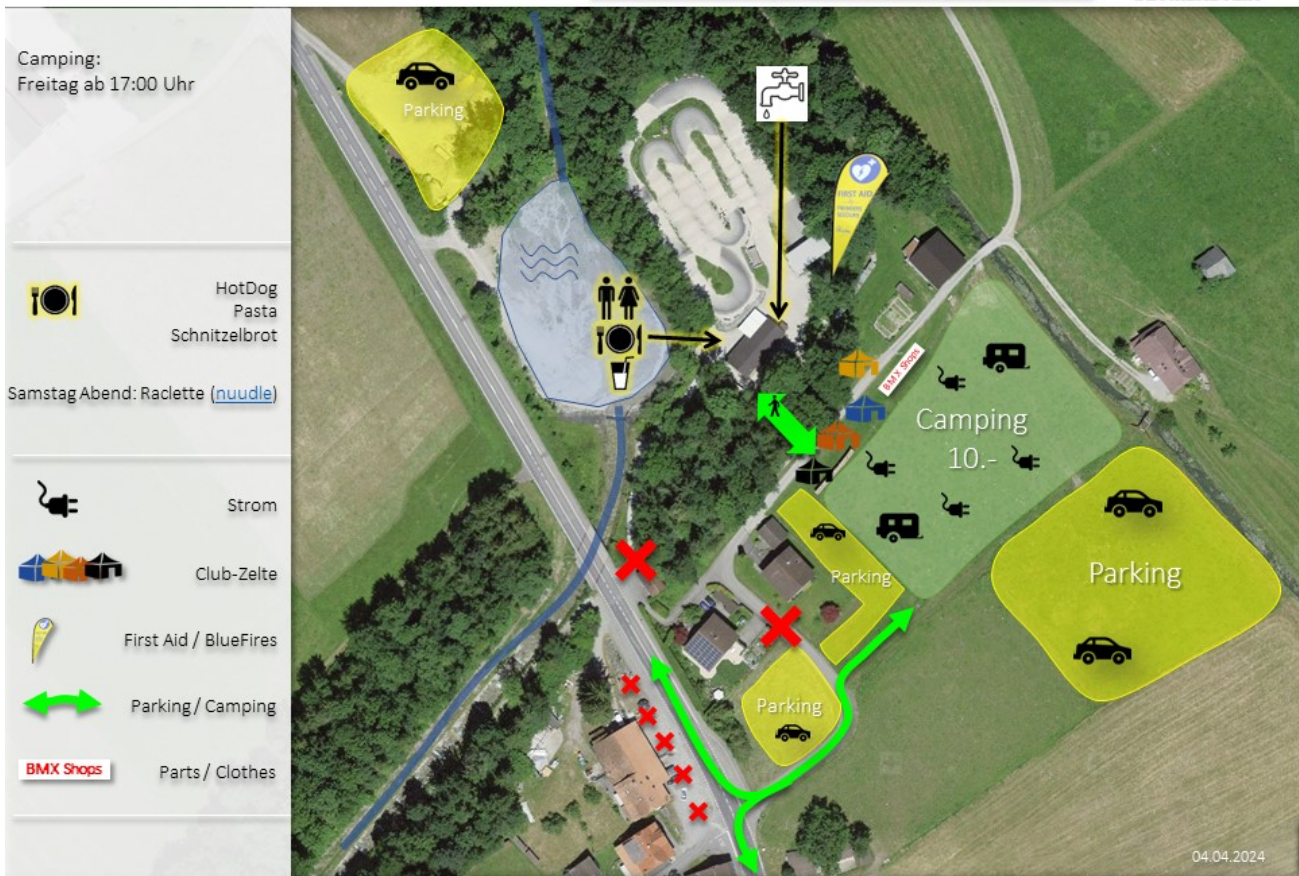 Camping:
Freitag ab 17:00 Uhr
HotDog
Pasta
Schnitzelbrot
Samstag Abend: Raclette (nuudle)
Strom
Club-Zelte
First Aid / BlueFires
Parking / Camping
BMX Shops
Parts / Clothes
Parking
FIRST AID
BMX Shops
Camping
10.-
Parking
Parking
Parking
04.04.2024